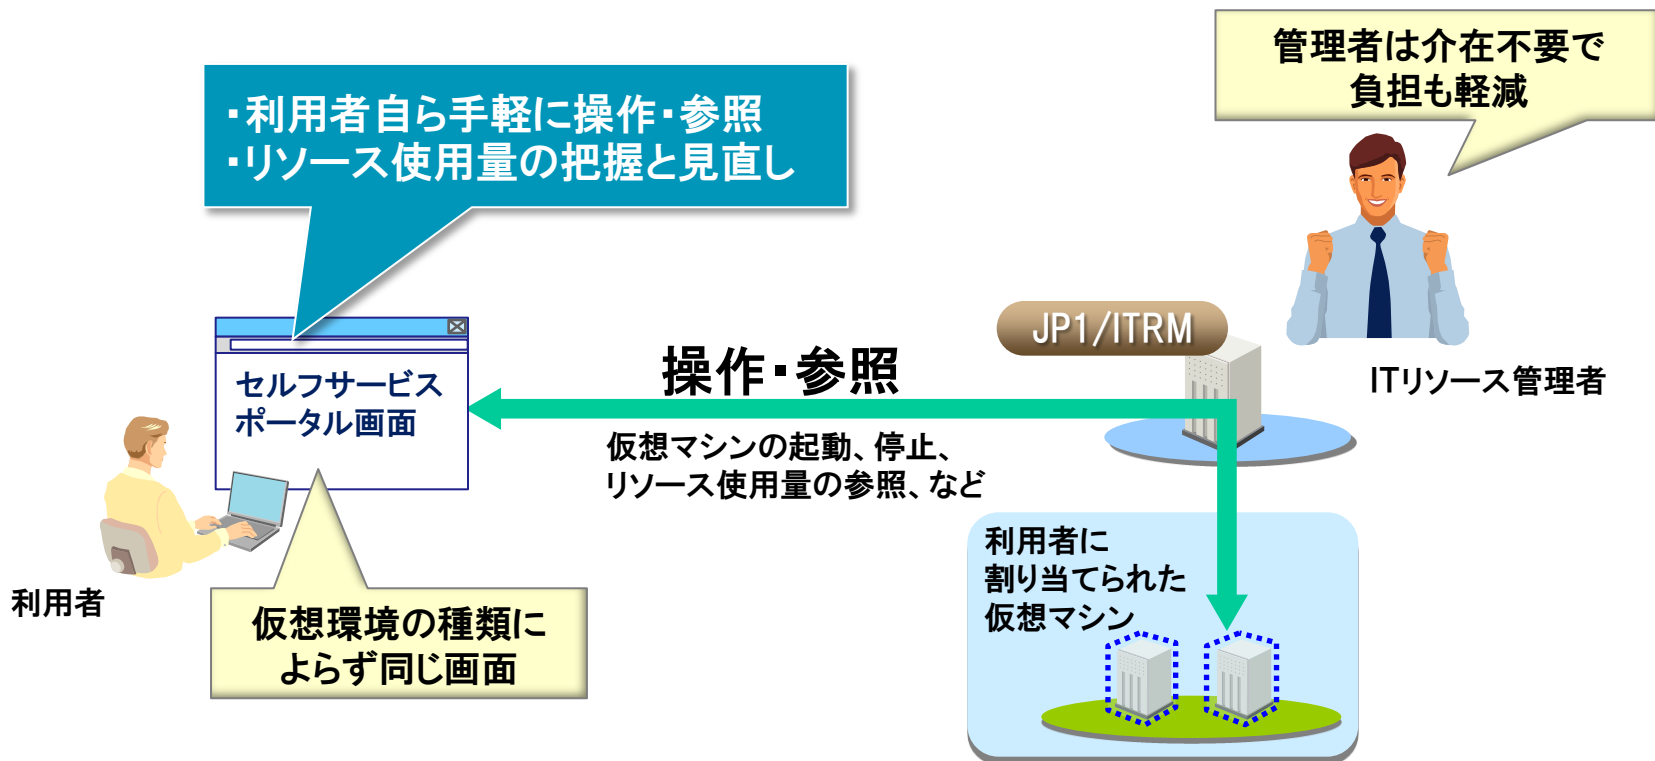 管理者は介在不要で
負担も軽減
・利用者自ら手軽に操作・参照
・リソース使用量の把握と見直し
JP1/ITRM
ITリソース管理者
操作・参照
仮想マシンの起動、停止、
リソース使用量の参照、など
セルフサービス
ポータル画面
利用者
仮想環境の種類に
よらず同じ画面
利用者に
割り当てられた
仮想マシン